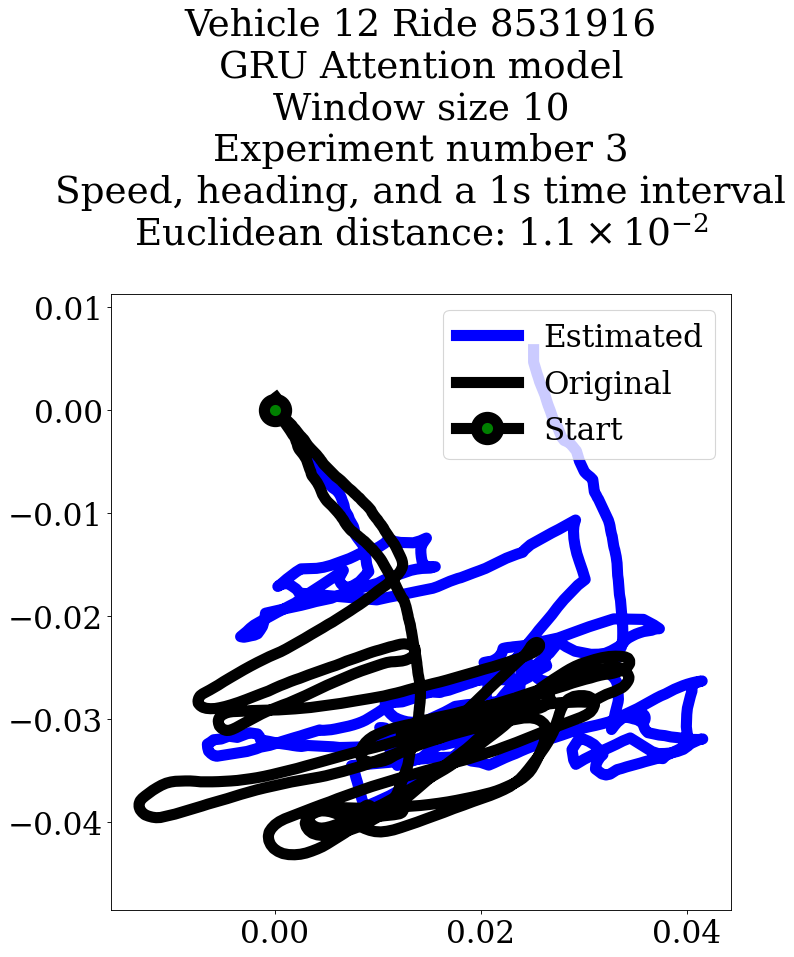 Vehicle 12 Ride 8531916
GRU Attention model
Window size 10
Experiment number 3
Speed, heading, and a 1s time interval
Euclidean distance: 1.1 × 10⁻²
Estimated
Original
Start
0.01
0.00
−0.01
−0.02
−0.03
−0.04
0.00 0.02 0.04